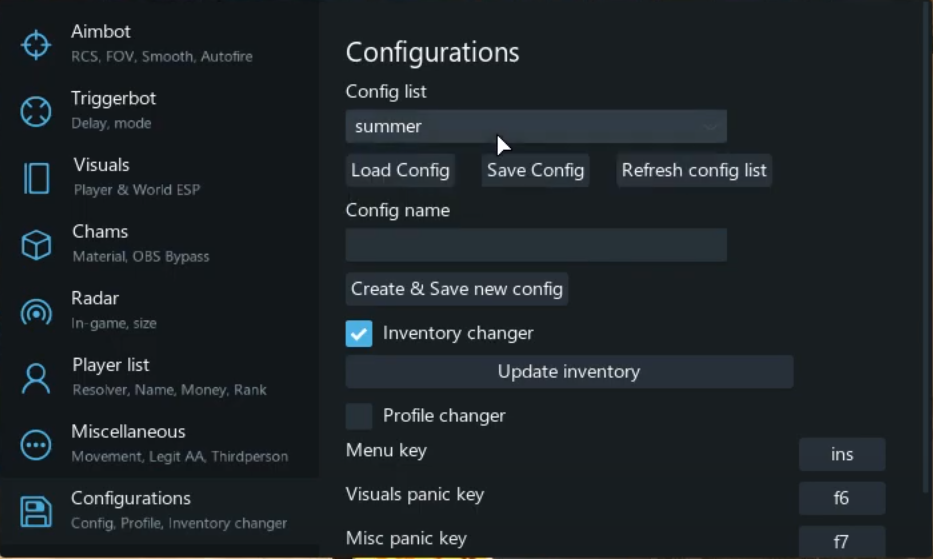 Aimbot
RCS, FOV, Smooth, Autofire
Triggerbot
Delay, mode
Visuals
Player & World ESP
Chams
Material, OBS Bypass
Radar
In-game, size
Player list
Resolver, Name, Money, Rank
Miscellaneous
Movement, Legit AA, Thirdperson
Configurations
Config, Profile, Inventory changer
Configurations
Config list
summer
Load Config Save Config Refresh config list
Config name
Create & Save new config
Inventory changer
Update inventory
Profile changer
Menu key ins
Visuals panic key f6
Misc panic key f7